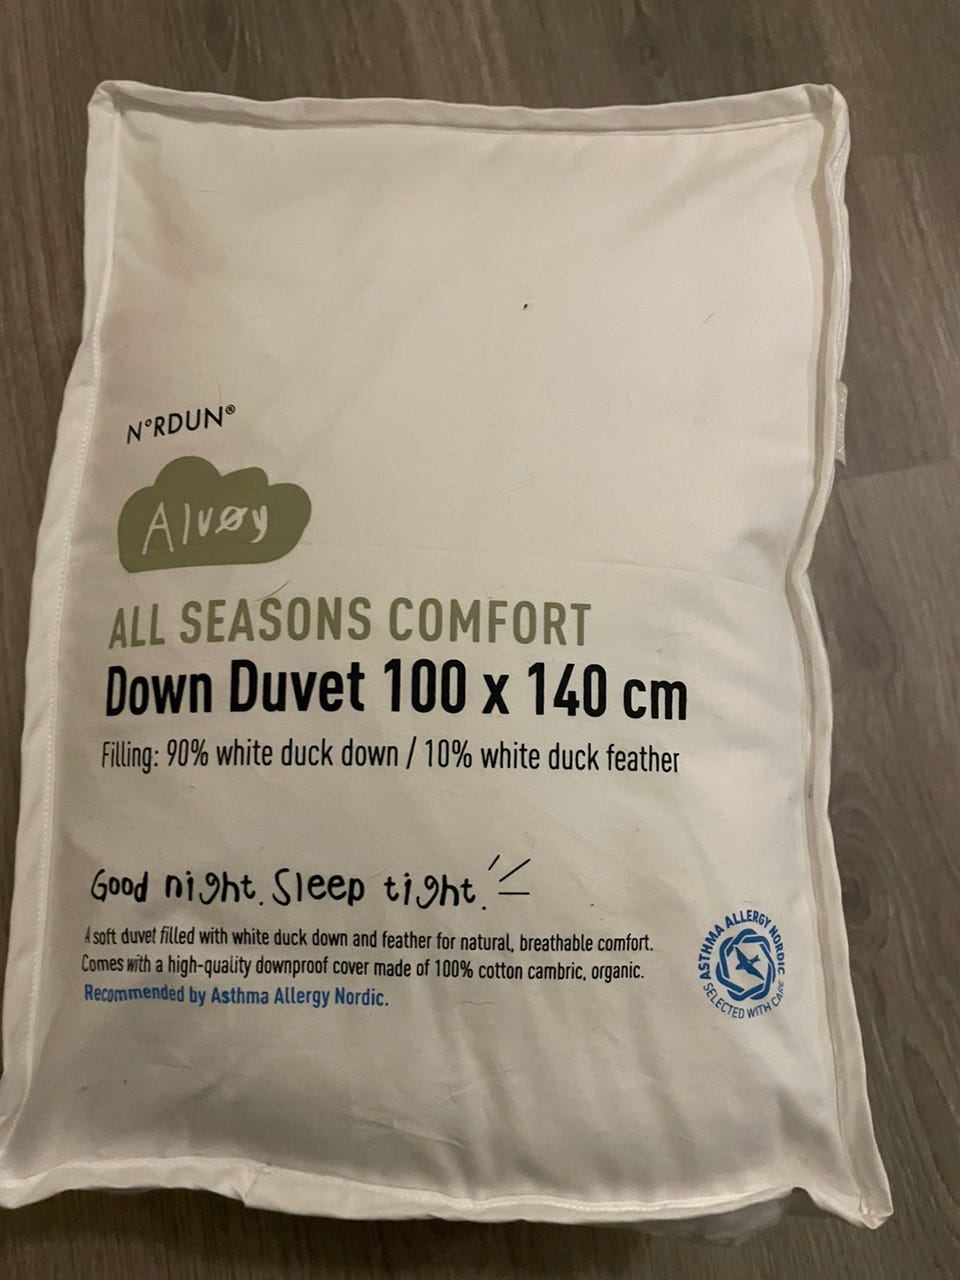 N°RDUN®
Alvøy
ALL SEASONS COMFORT
Down Duvet 100 x 140 cm
Filling: 90% white duck down / 10% white duck feather
Good night. Sleep tight.
A soft duvet filled with white duck down and feather for natural, breathable comfort.
Comes with a high-quality downproof cover made of 100% cotton cambric, organic.
Recommended by Asthma Allergy Nordic.
ASTHMA ALLERGY NORDIC
SELECTED WITH CARE